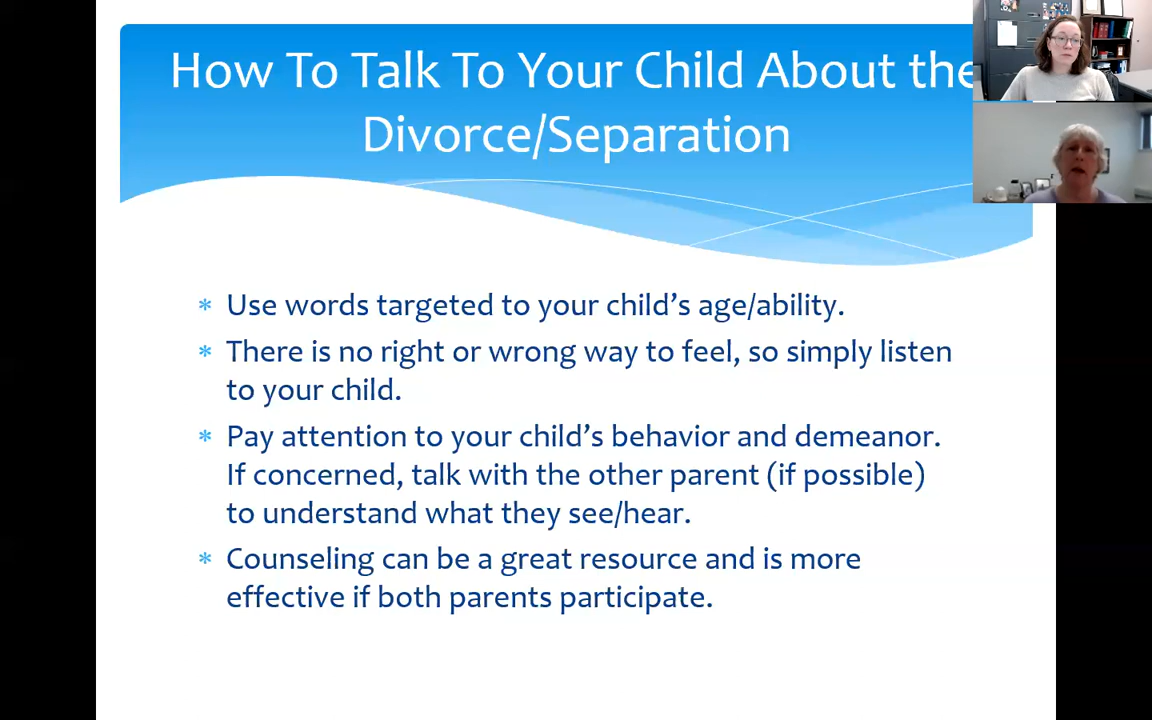 How To Talk To Your Child About the
Divorce/Separation
* Use words targeted to your child's age/ability.
* There is no right or wrong way to feel, so simply listen
to your child.
* Pay attention to your child's behavior and demeanor.
If concerned, talk with the other parent (if possible)
to understand what they see/hear.
* Counseling can be a great resource and is more
effective if both parents participate.